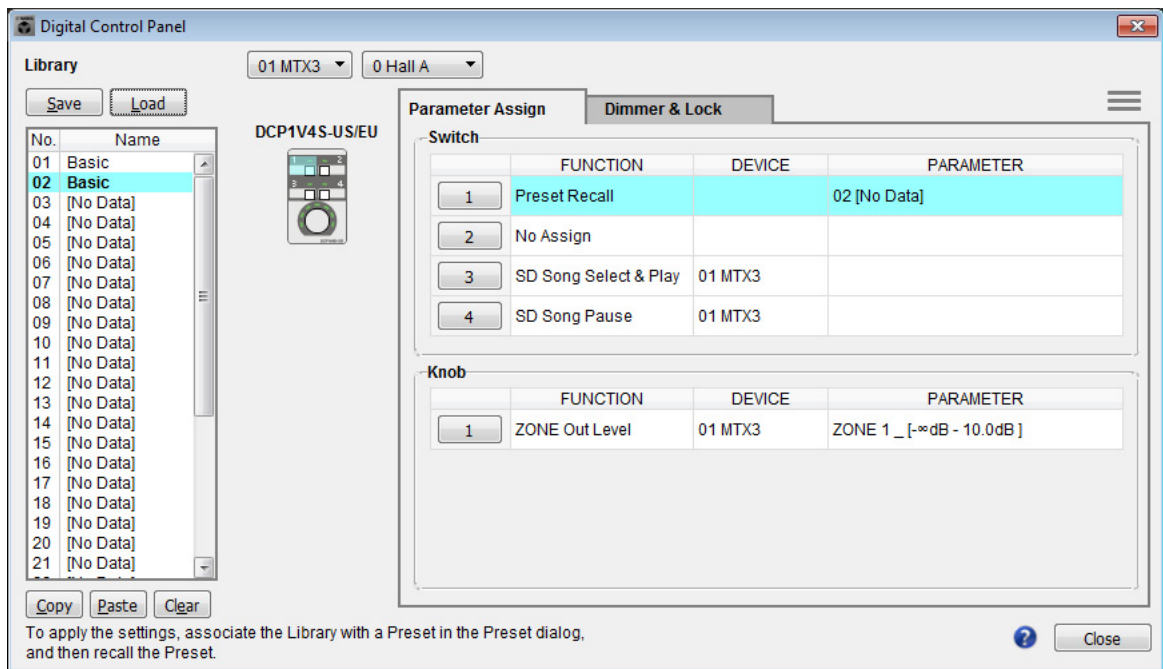 Digital Control Panel
Library
01 MTX3
0 Hall A
Save
Load
No. Name
01 Basic
02 Basic
03 [No Data]
04 [No Data]
05 [No Data]
06 [No Data]
07 [No Data]
08 [No Data]
09 [No Data]
10 [No Data]
11 [No Data]
12 [No Data]
13 [No Data]
14 [No Data]
15 [No Data]
16 [No Data]
17 [No Data]
18 [No Data]
19 [No Data]
20 [No Data]
21 [No Data]
Copy
Paste
Clear
DCP1V4S-US/EU
1 2
3 4
Parameter Assign
Dimmer & Lock
Switch
FUNCTION DEVICE PARAMETER
1 Preset Recall 02 [No Data]
2 No Assign
3 SD Song Select & Play 01 MTX3
4 SD Song Pause 01 MTX3
Knob
FUNCTION DEVICE PARAMETER
1 ZONE Out Level 01 MTX3 ZONE 1 _ [-∞dB - 10.0dB ]
To apply the settings, associate the Library with a Preset in the Preset dialog,
and then recall the Preset.
?
Close